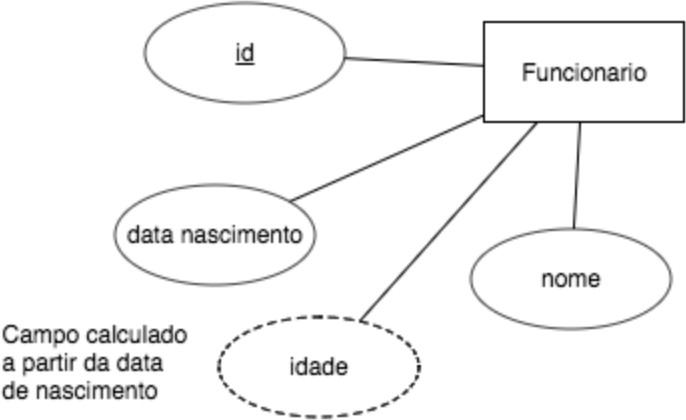 id
Funcionario
data nascimento
nome
Campo calculado
a partir da data
de nascimento
idade